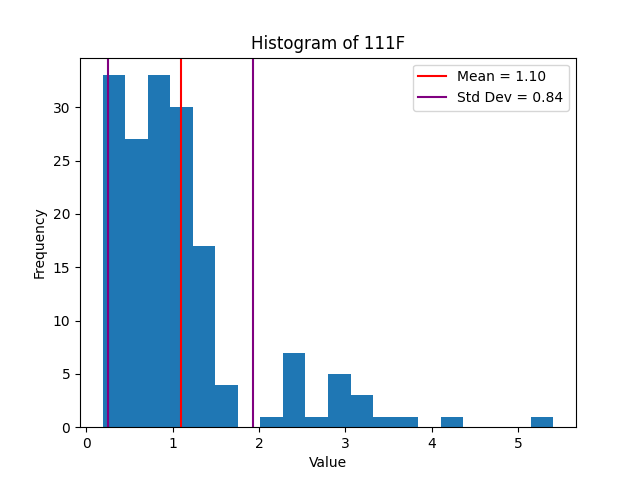 Histogram of 111F
Mean = 1.10
Std Dev = 0.84
Frequency
30
25
20
15
10
5
0
0 1 2 3 4 5
Value